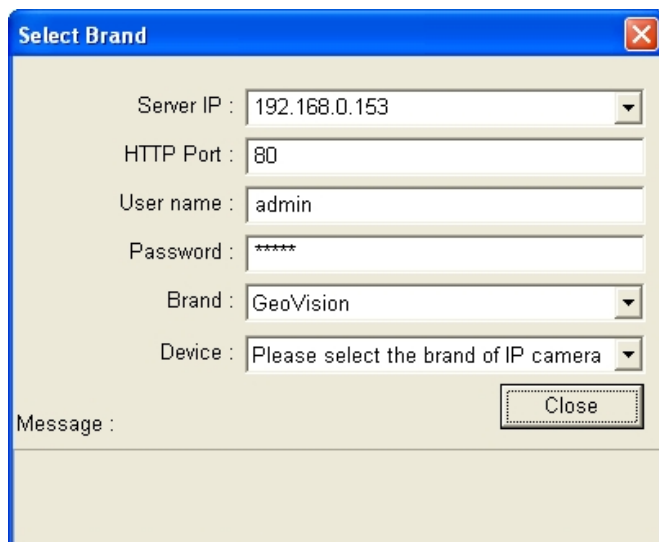 Select Brand
Server IP : 192.168.0.153
HTTP Port : 80
User name : admin
Password : *****
Brand : GeoVision
Device : Please select the brand of IP camera
Close
Message :